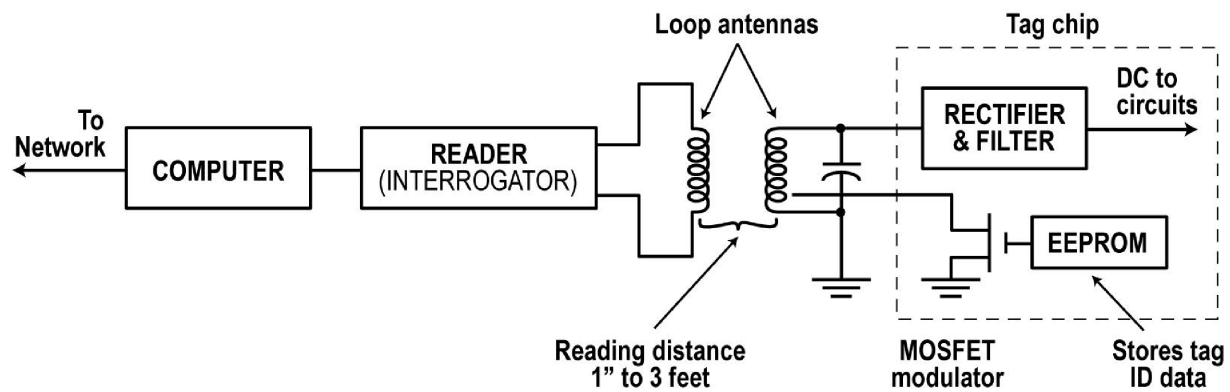 Loop antennas
Tag chip
To
Network
COMPUTER
READER
(INTERROGATOR)
RECTIFIER
& FILTER
DC to
circuits
EEPROM
Reading distance
1” to 3 feet
MOSFET
modulator
Stores tag
ID data